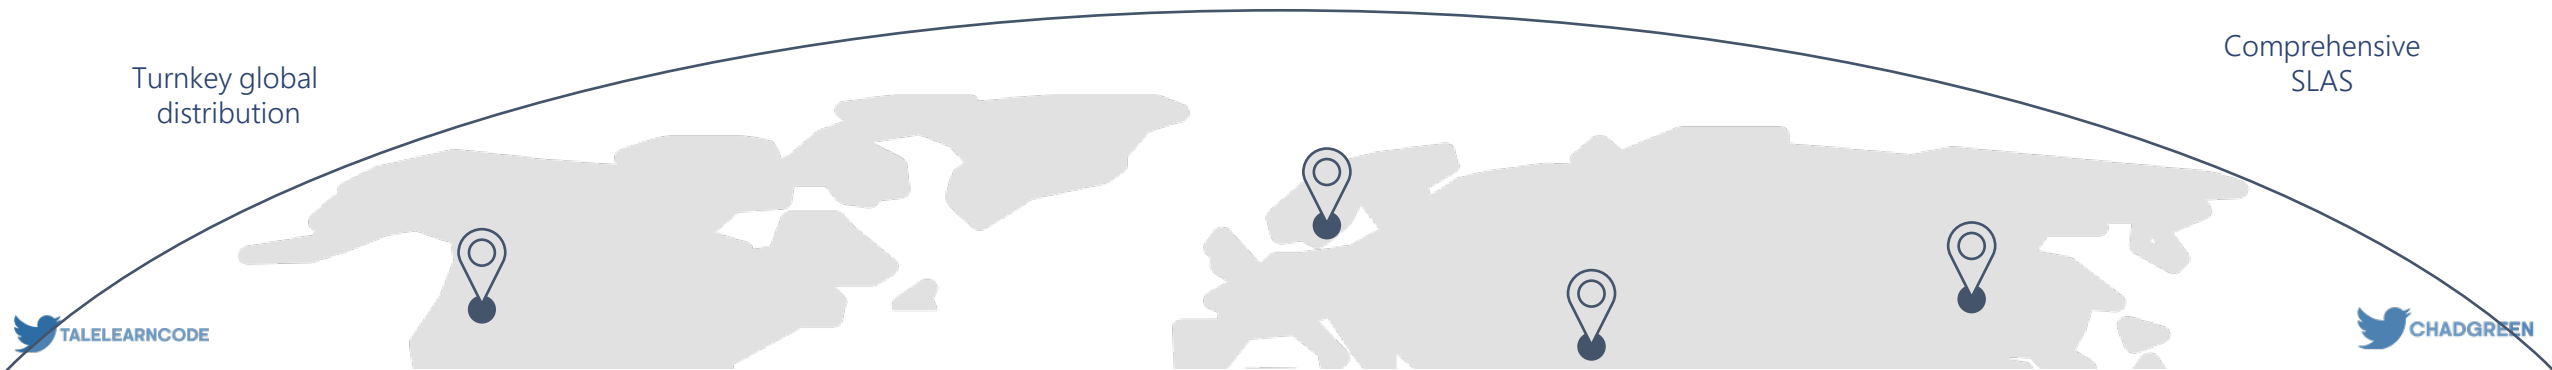 Turnkey global
distribution
Comprehensive
SLAS
TALELEARNCODE
CHADGREEN